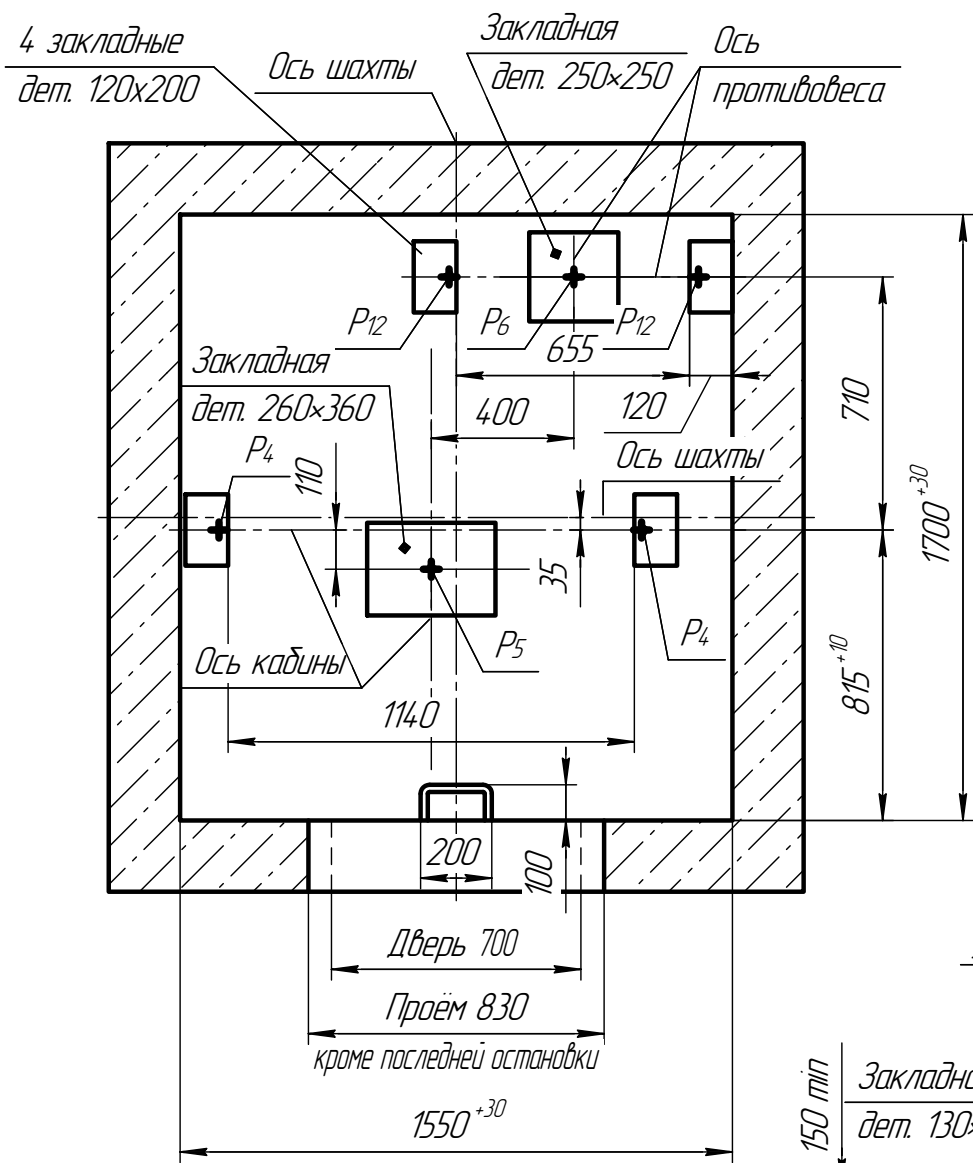 4 закладные
дет. 120х200
Ось шахты
Закладная
дет. 250×250
Ось
противовеса
P12
P6
P12
655
Закладная
дет. 260×360
400
120
710
P4
110
Ось шахты
1700 +30
35
P4
P5
Ось кабины
815 +10
1140
200
100
Дверь 700
Проём 830
кроме последней остановки
150 min
1550 +30